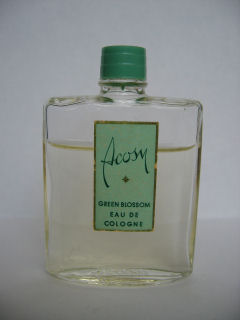 Acosy
GREEN BLOSSOM
EAU DE
COLOGNE